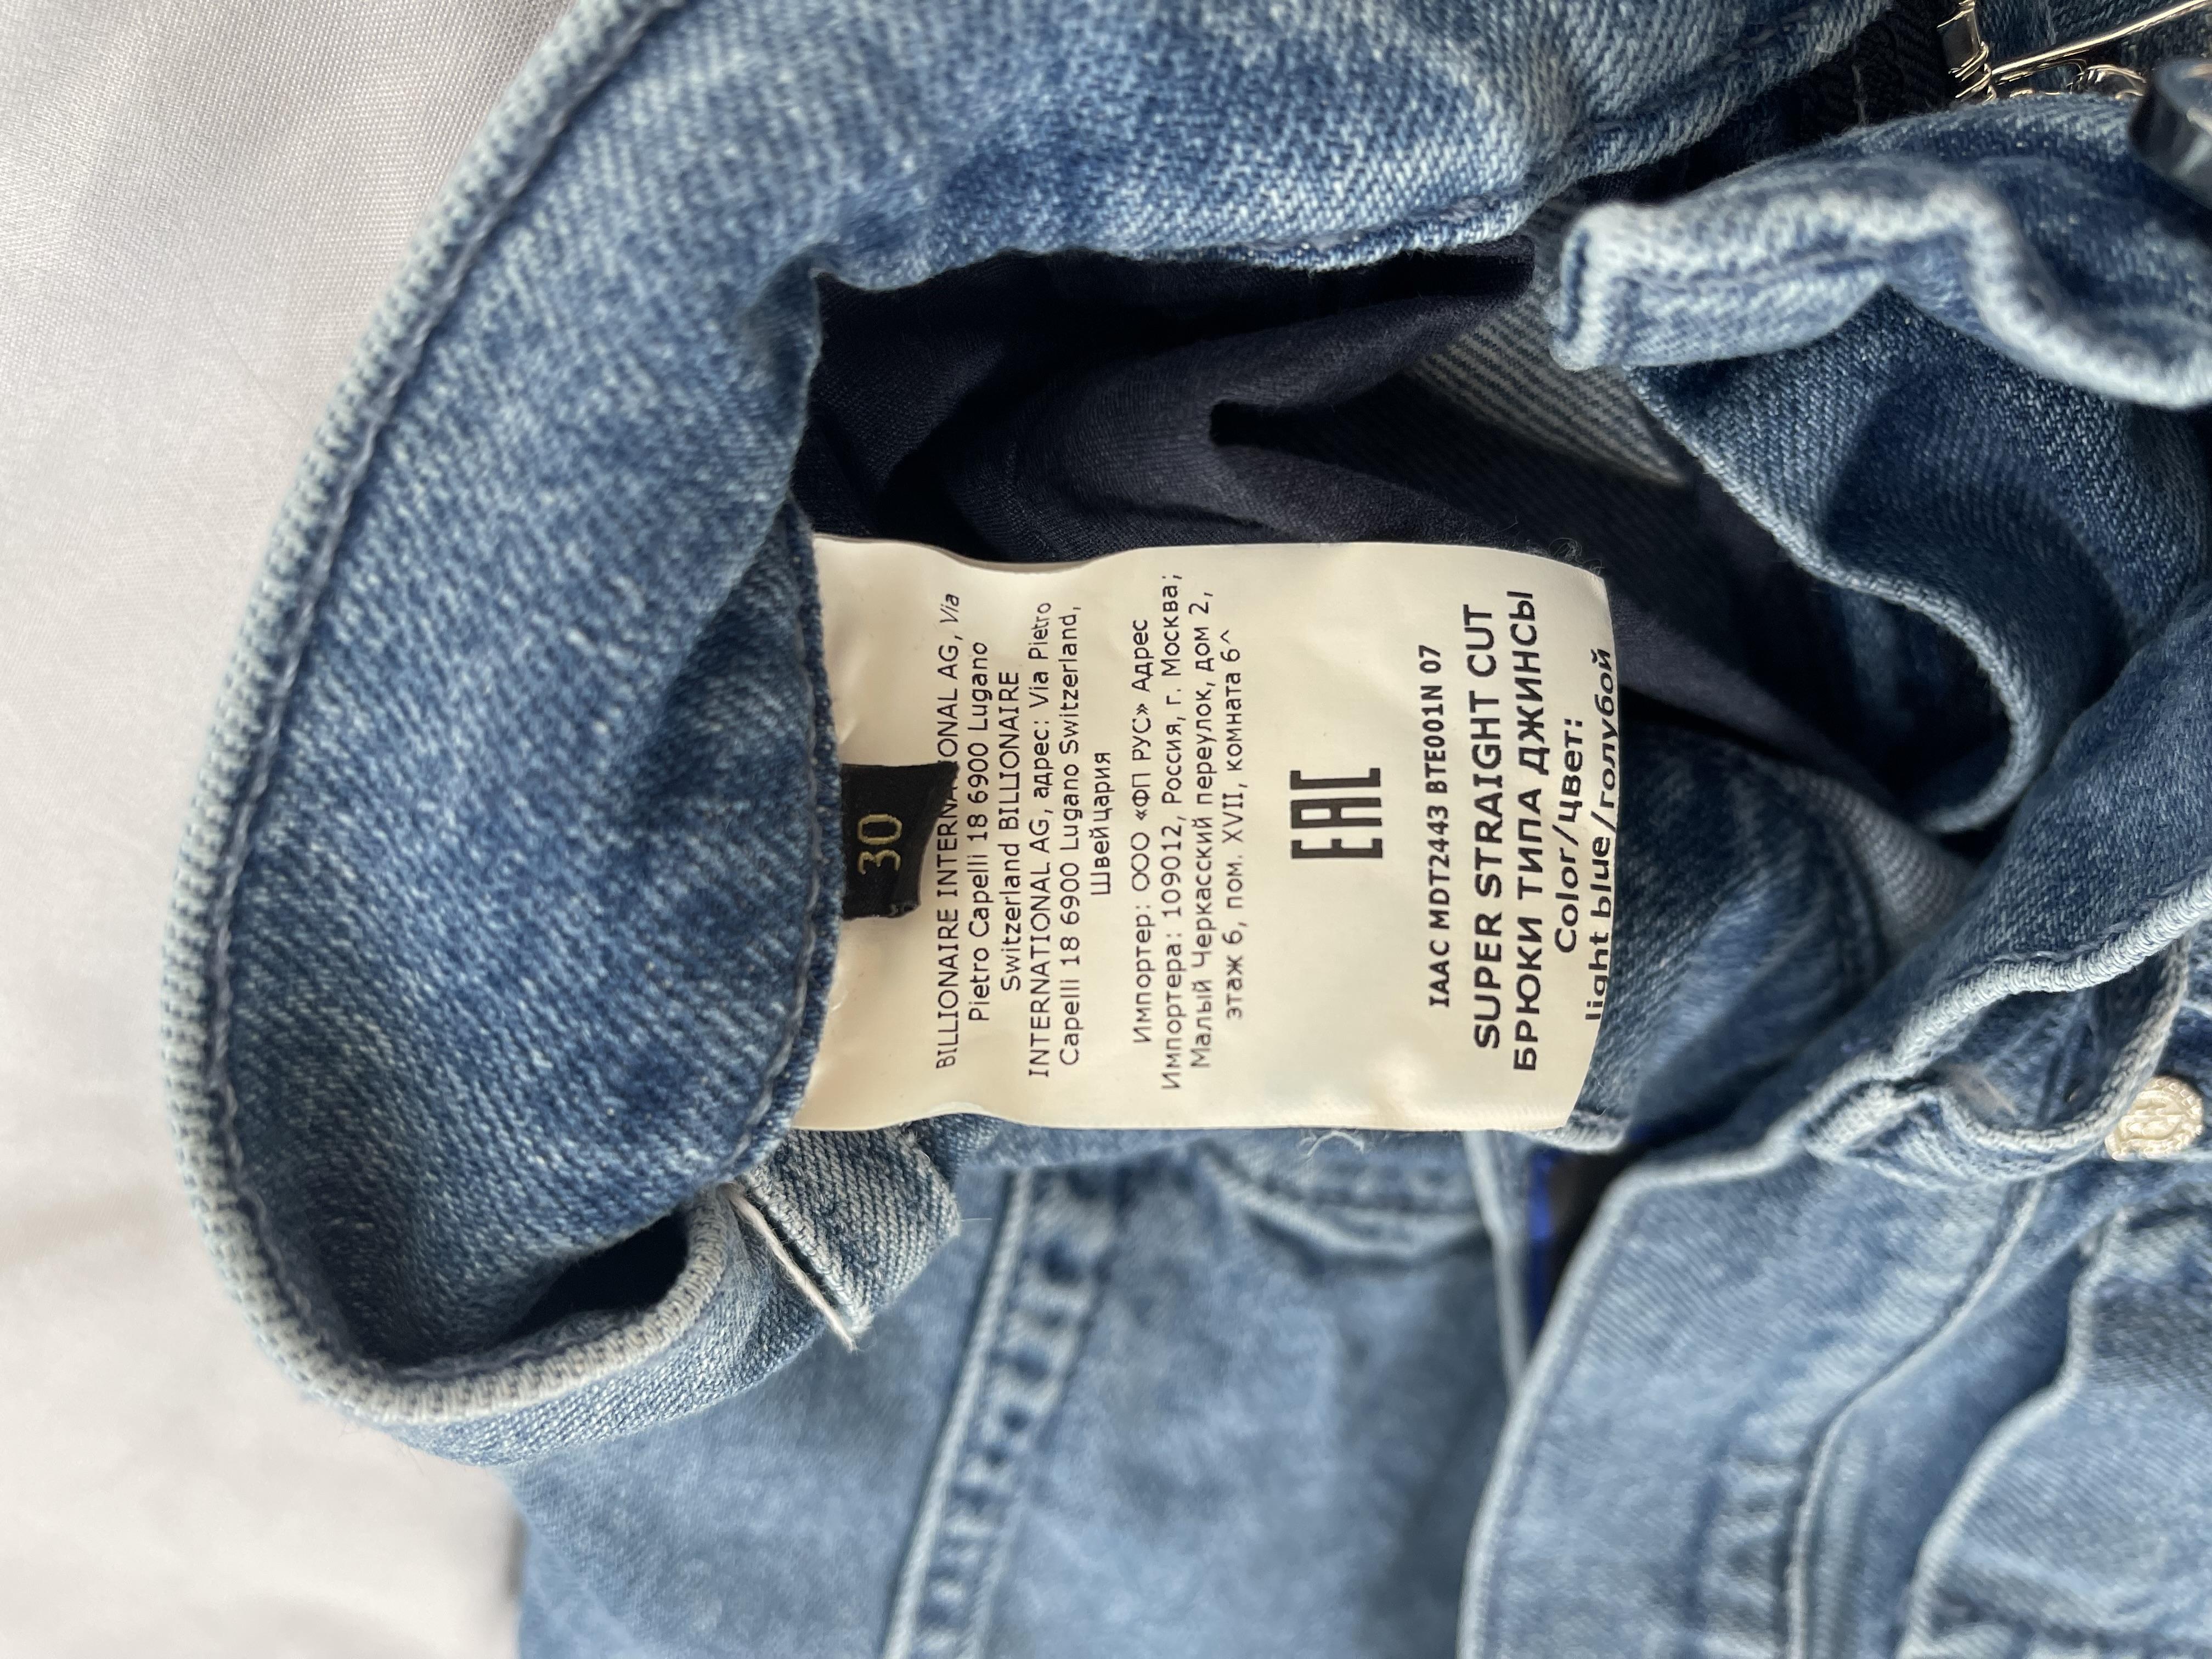 30
BILLIONAIRE INTERNATIONAL AG, Via
Pietro Capelli 18 6900 Lugano
Switzerland BILLIONAIRE
INTERNATIONAL AG, адрес: Via Pietro
Capelli 18 6900 Lugano Switzerland,
Швейцария
Импортер: ООО «ФП РУС» Адрес
Импортера: 109012, Россия, г. Москва;
Малый Черкасский переулок, дом 2,
этаж 6, пом. XVII, комната 6^
EAC
IAAC MDT2443 BTE001N 07
SUPER STRAIGHT CUT
БРЮКИ ТИПА ДЖИНСЫ
Color/Цвет:
light blue/голубой